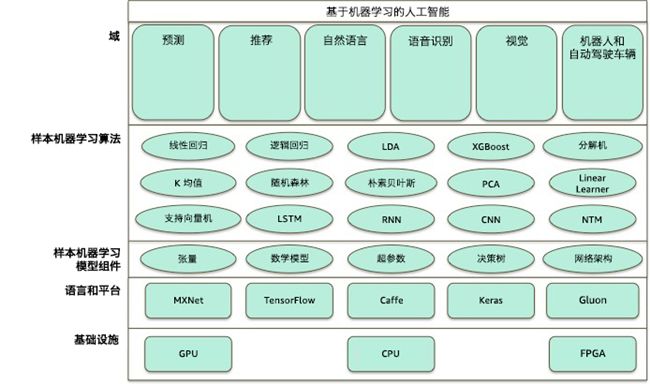 基于机器学习的人工智能
域
预测
推荐
自然语言
语音识别
视觉
机器人和
自动驾驶车辆
样本机器学习算法
线性回归
逻辑回归
LDA
XGBoost
分解机
K 均值
随机森林
朴素贝叶斯
PCA
Linear
Learner
支持向量机
LSTM
RNN
CNN
NTM
样本机器学习
模型组件
张量
数学模型
超参数
决策树
网络架构
语言和平台
MXNet
TensorFlow
Caffe
Keras
Gluon
基础设施
GPU
CPU
FPGA